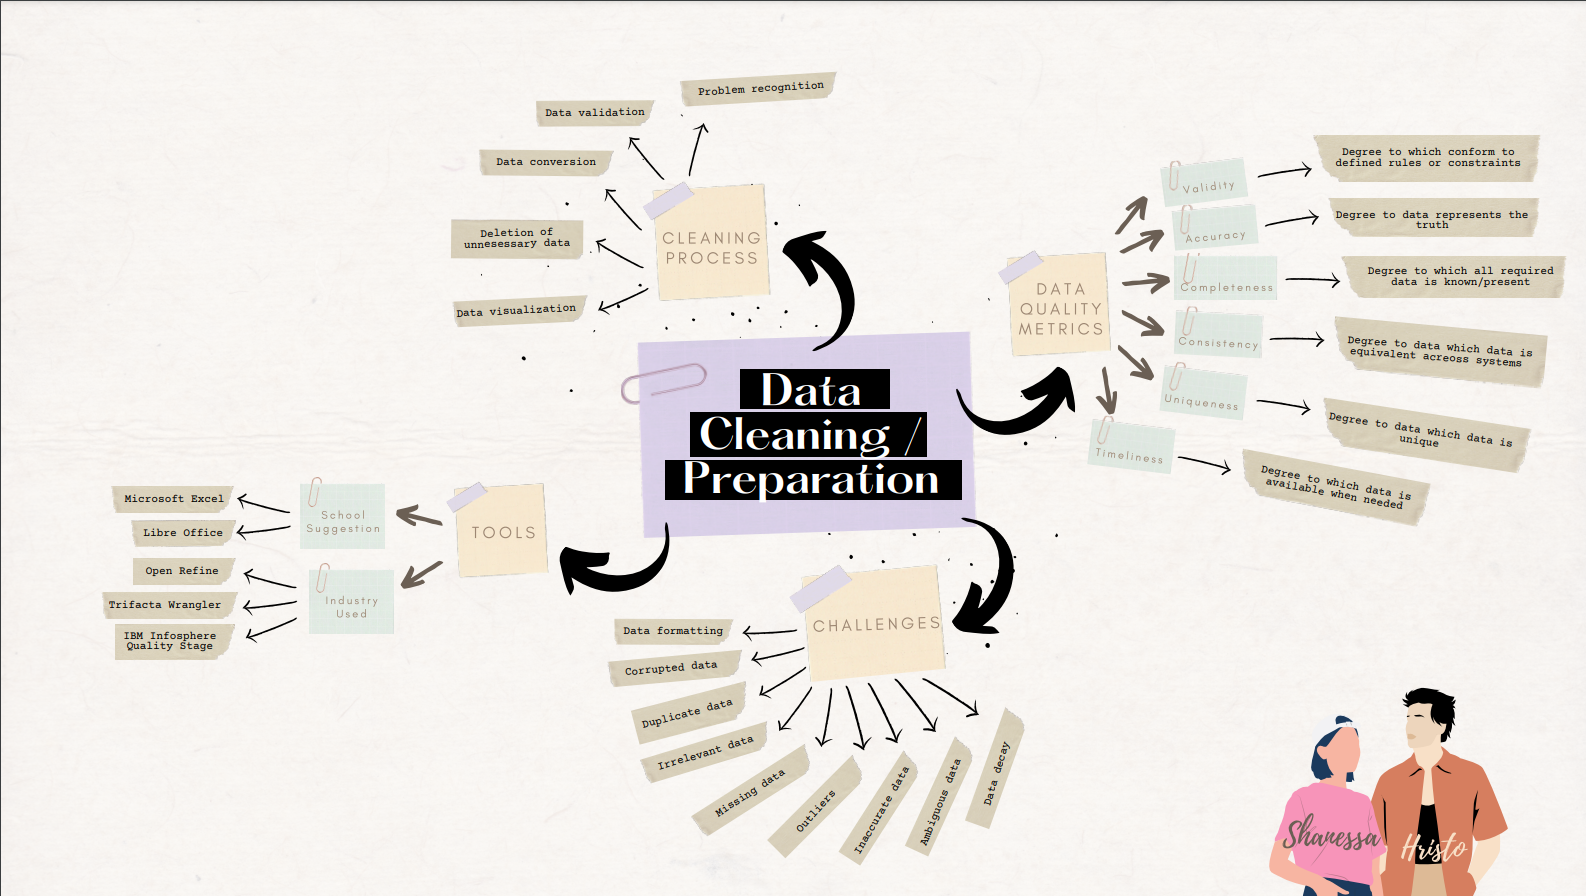 Data
Cleaning /
Preparation
CLEANING
PROCESS
Problem recognition
Data validation
Data conversion
Deletion of
unnesessary data
Data visualization
DATA
QUALITY
METRICS
Validity
Degree to which conform to
defined rules or constraints
Accuracy
Degree to data represents the
truth
Completeness
Degree to which all required
data is known/present
Consistency
Degree to data which data is
equivalent acreoss systems
Uniqueness
Degree to data which data is
unique
Timeliness
Degree to which data is
available when needed
TOOLS
School
Suggestion
Microsoft Excel
Libre Office
Industry
Used
Open Refine
Trifacta Wrangler
IBM Infosphere
Quality Stage
CHALLENGES
Data formatting
Corrupted data
Duplicate data
Irrelevant data
Missing data
Outliers
Inaccurate data
Ambiguous data
Data decay
Shanessa
Hristo